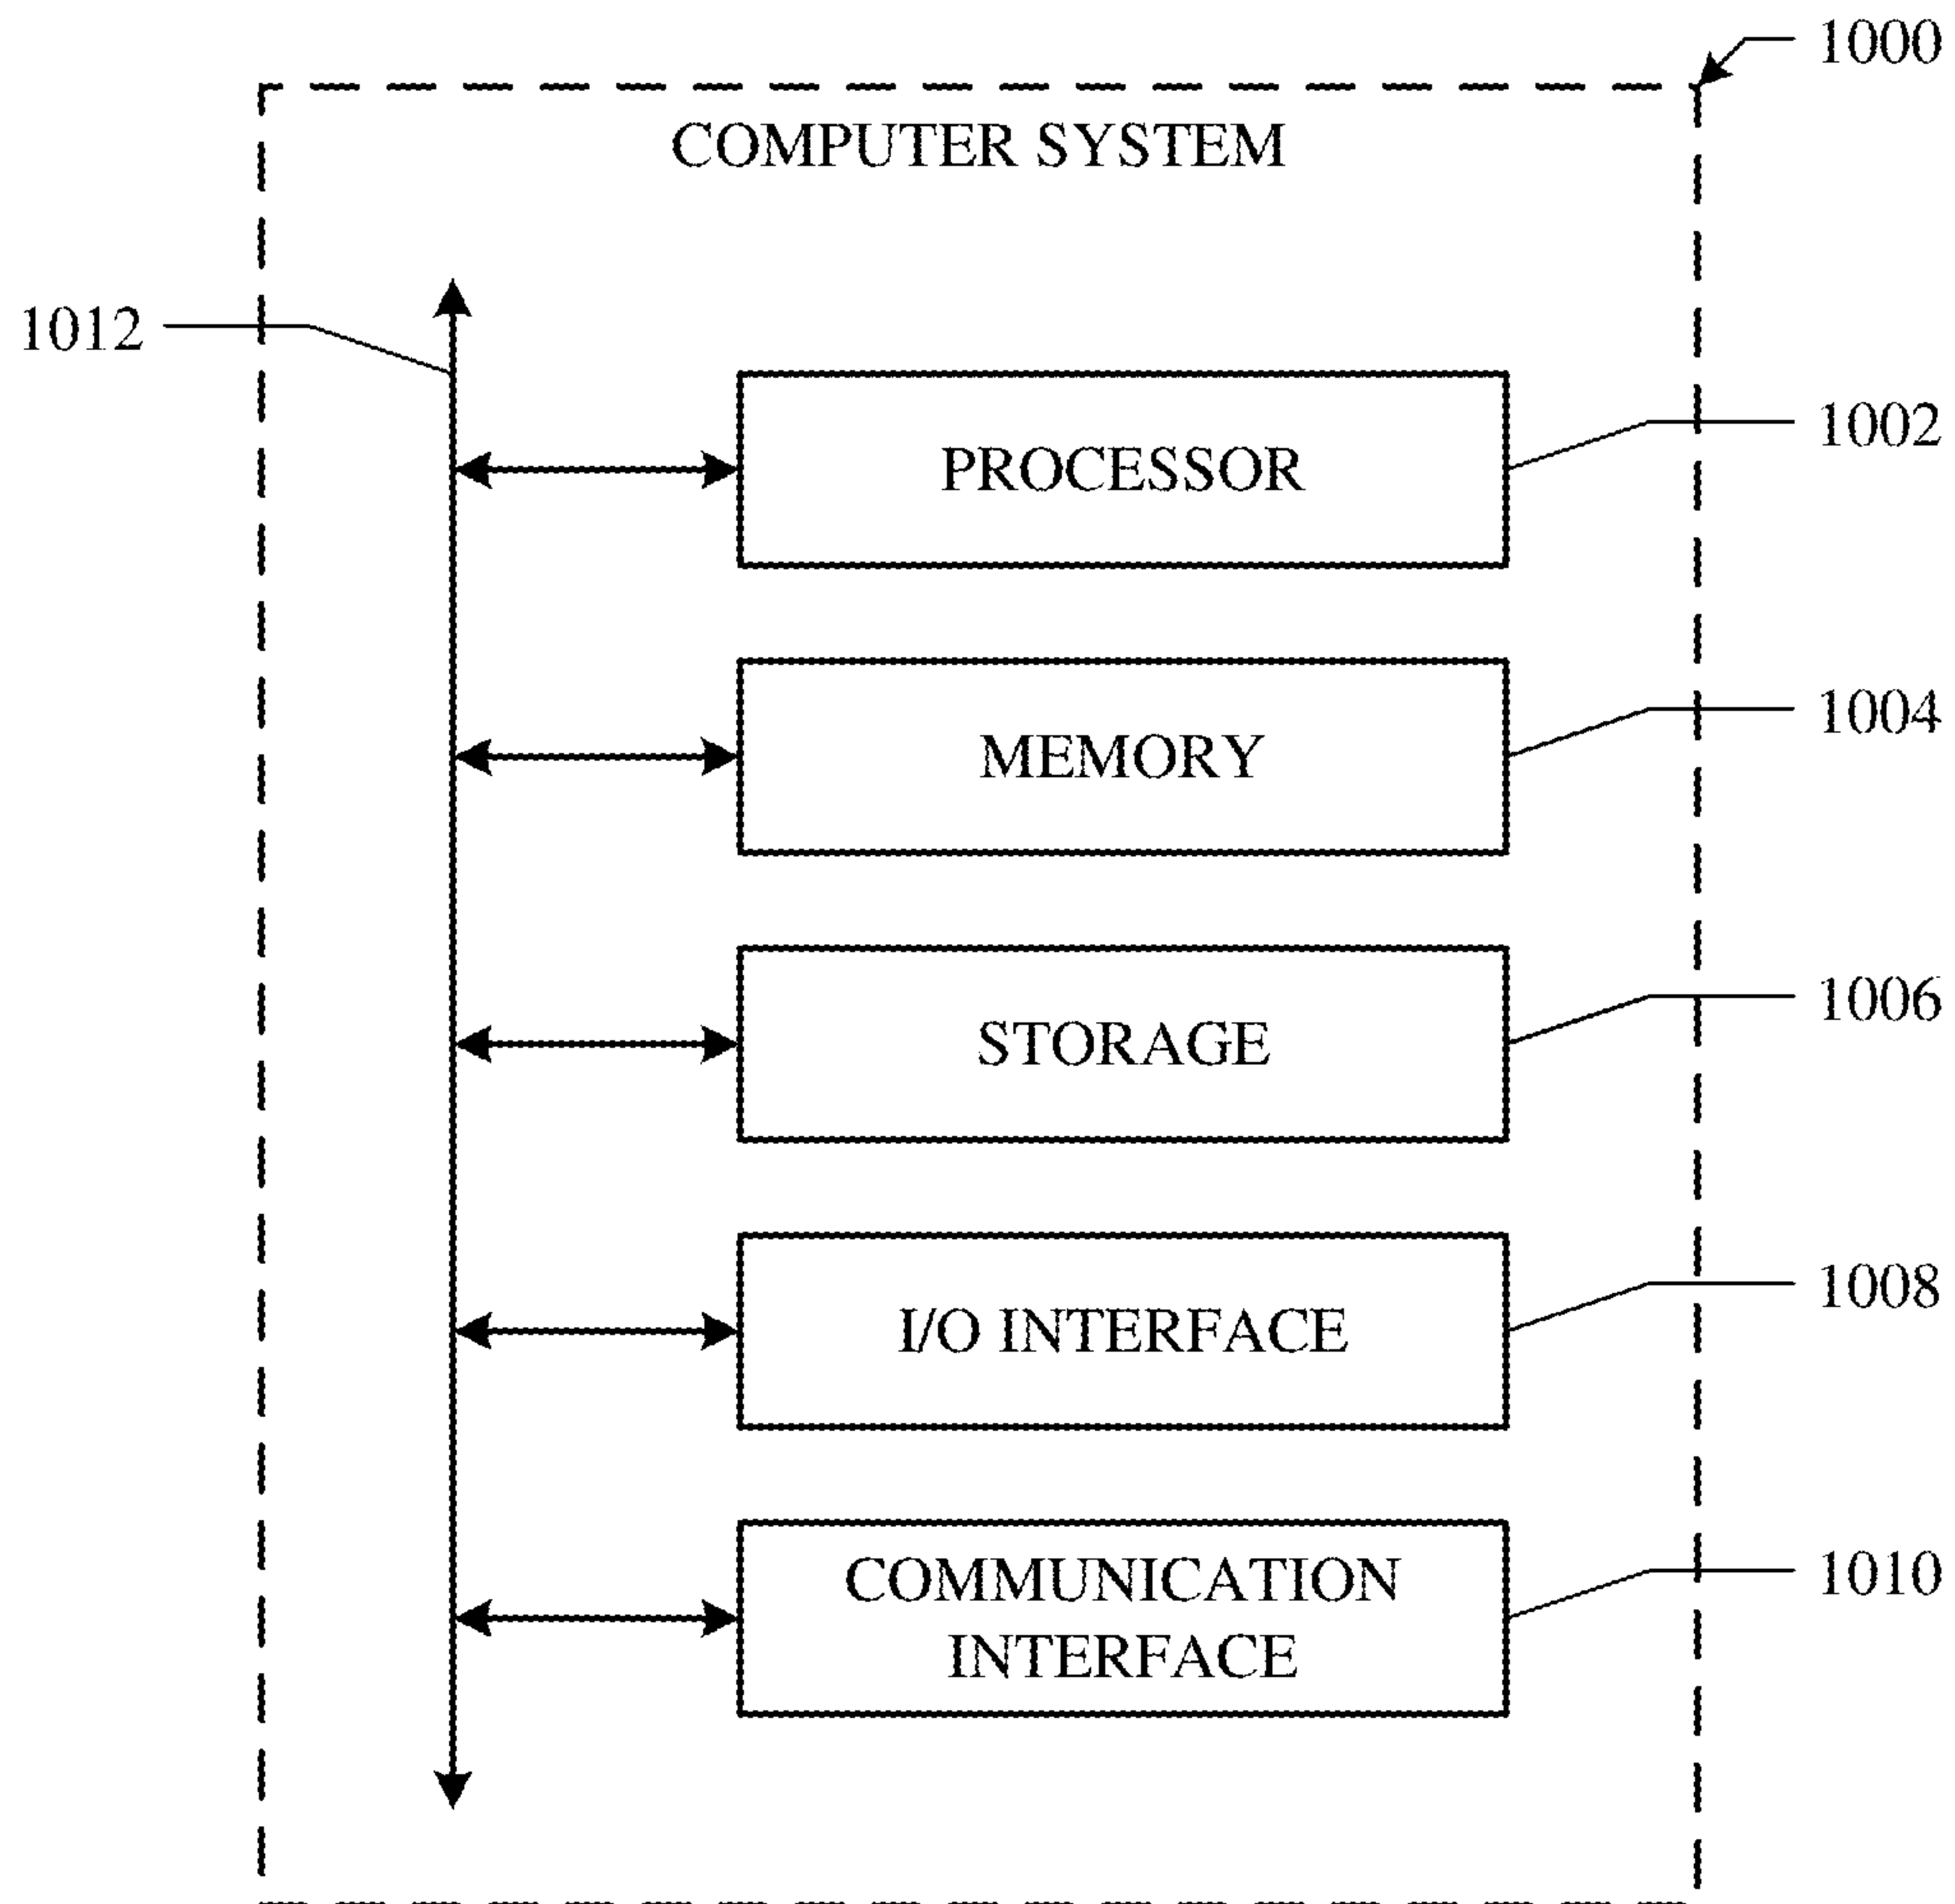 1000
COMPUTER SYSTEM
1012
PROCESSOR
1002
MEMORY
1004
STORAGE
1006
I/O INTERFACE
1008
COMMUNICATION
INTERFACE
1010